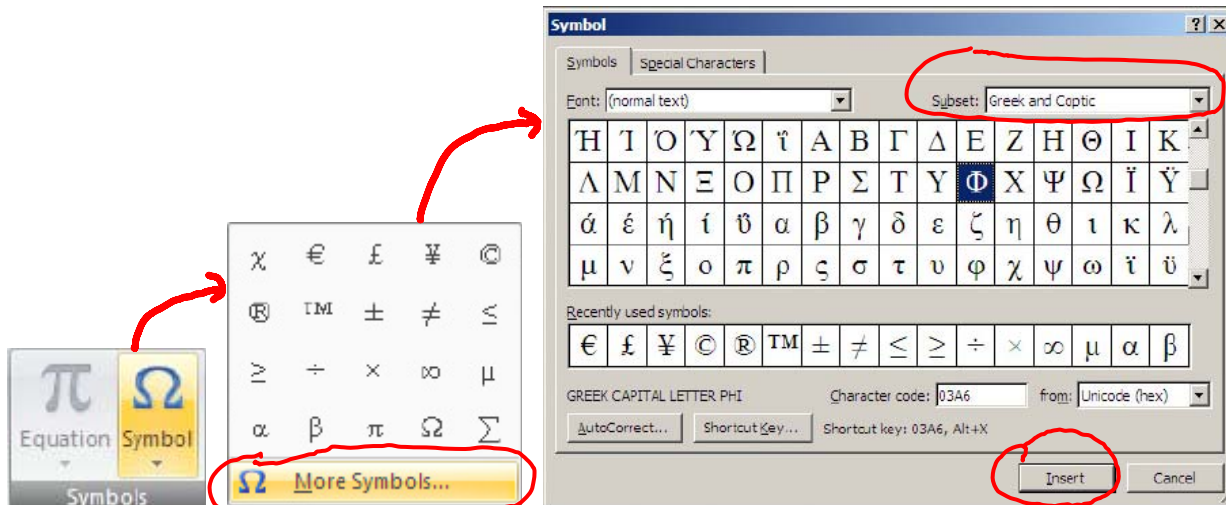 π Ω
Equation Symbol
Symbols
χ € £ ¥ ©
® ™ ± ≠ ≤
≥ ÷ × ∞ μ
α β π Ω Σ
Ω More Symbols...
Symbol
Symbols Special Characters
Font: (normal text) Subset: Greek and Coptic
Ή Ί Ό Ύ Ώ ΐ Α Β Γ Δ Ε Ζ Η Θ Ι Κ
Λ Μ Ν Ξ Ο Π Ρ Σ Τ Υ Φ Χ Ψ Ω Ϊ Ϋ
ά έ ή ί ΰ α β γ δ ε ζ η θ ι κ λ
μ ν ξ ο π ρ ς σ τ υ φ χ ψ ω ϊ ϋ
Recently used symbols:
€ £ ¥ © ® ™ ± ≠ ≤ ≥ ÷ × ∞ μ α β
GREEK CAPITAL LETTER PHI Character code: 03A6 from: Unicode (hex)
AutoCorrect... Shortcut Key... Shortcut key: 03A6, Alt+X
Insert Cancel